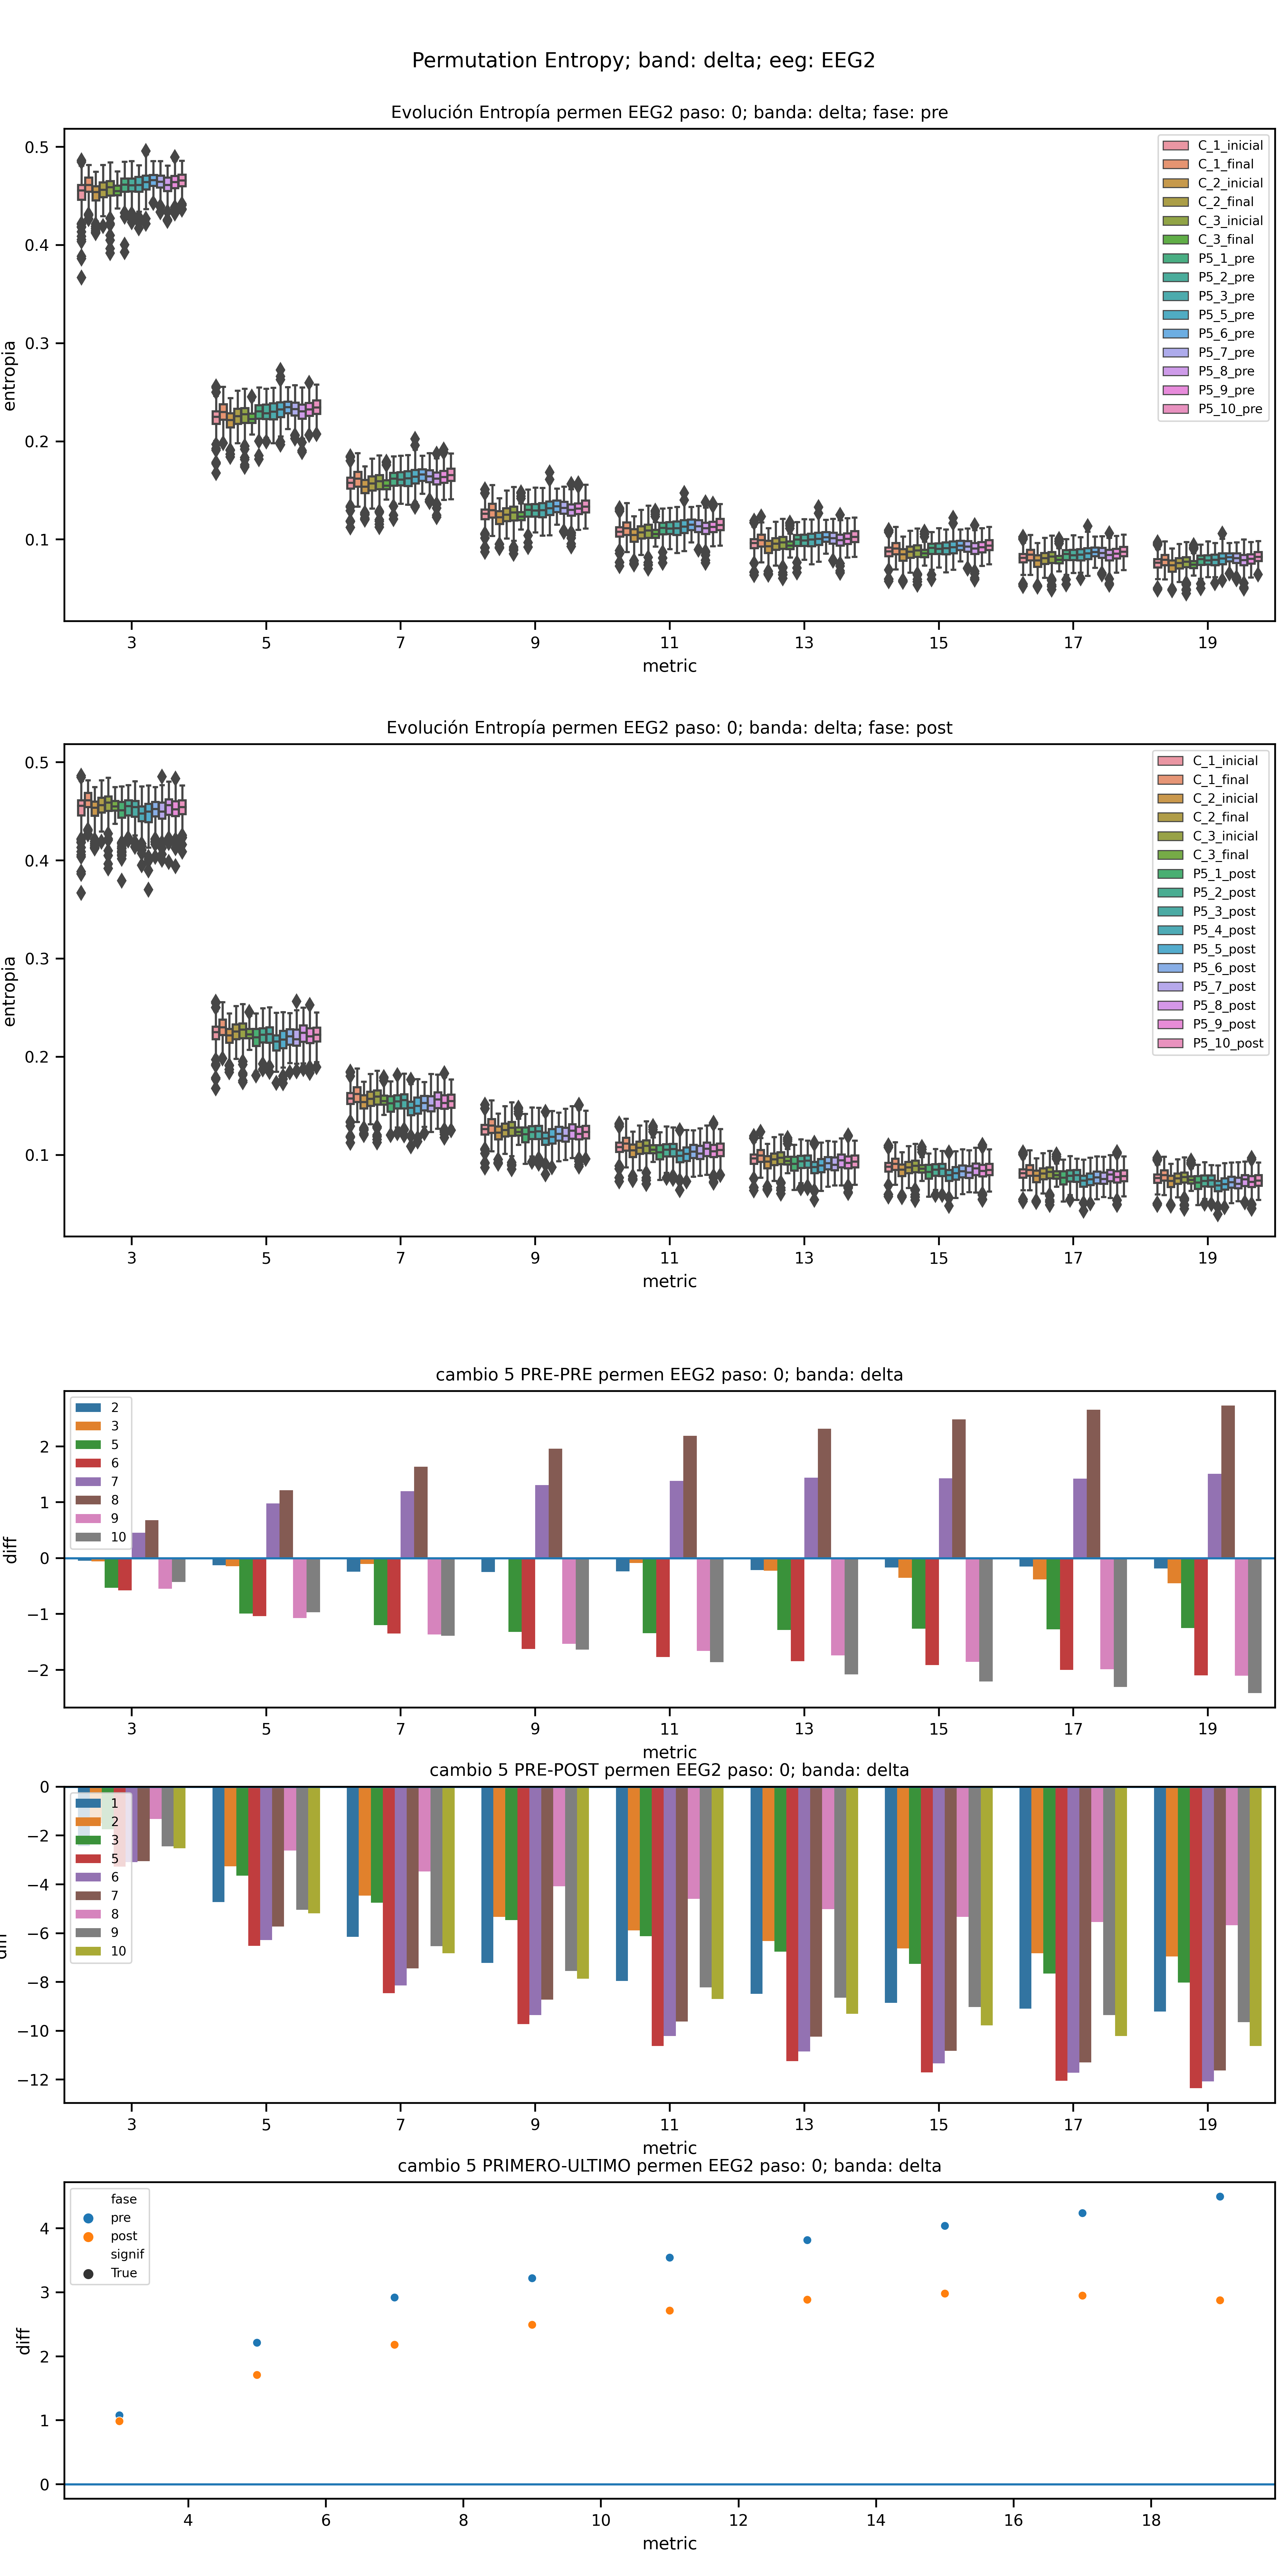 Permutation Entropy; band: delta; eeg: EEG2
Evolución Entropía permen EEG2 paso: 0; banda: delta; fase: pre
0.5
0.4
0.3
0.2
0.1
entropia
C_1_inicial
C_1_final
C_2_inicial
C_2_final
C_3_inicial
C_3_final
P5_1_pre
P5_2_pre
P5_3_pre
P5_5_pre
P5_6_pre
P5_7_pre
P5_8_pre
P5_9_pre
P5_10_pre
3 5 7 9 11 13 15 17 19
metric
Evolución Entropía permen EEG2 paso: 0; banda: delta; fase: post
0.5
0.4
0.3
0.2
0.1
entropia
C_1_inicial
C_1_final
C_2_inicial
C_2_final
C_3_inicial
C_3_final
P5_1_post
P5_2_post
P5_3_post
P5_4_post
P5_5_post
P5_6_post
P5_7_post
P5_8_post
P5_9_post
P5_10_post
3 5 7 9 11 13 15 17 19
metric
cambio 5 PRE-PRE permen EEG2 paso: 0; banda: delta
2
1
0
−1
−2
diff
2
3
5
6
7
8
9
10
3 5 7 9 11 13 15 17 19
metric
cambio 5 PRE-POST permen EEG2 paso: 0; banda: delta
0
−2
−4
−6
−8
−10
−12
diff
1
2
3
5
6
7
8
9
10
3 5 7 9 11 13 15 17 19
metric
cambio 5 PRIMERO-ULTIMO permen EEG2 paso: 0; banda: delta
4
3
2
1
0
diff
fase
pre
post
signif
True
4 6 8 10 12 14 16 18
metric